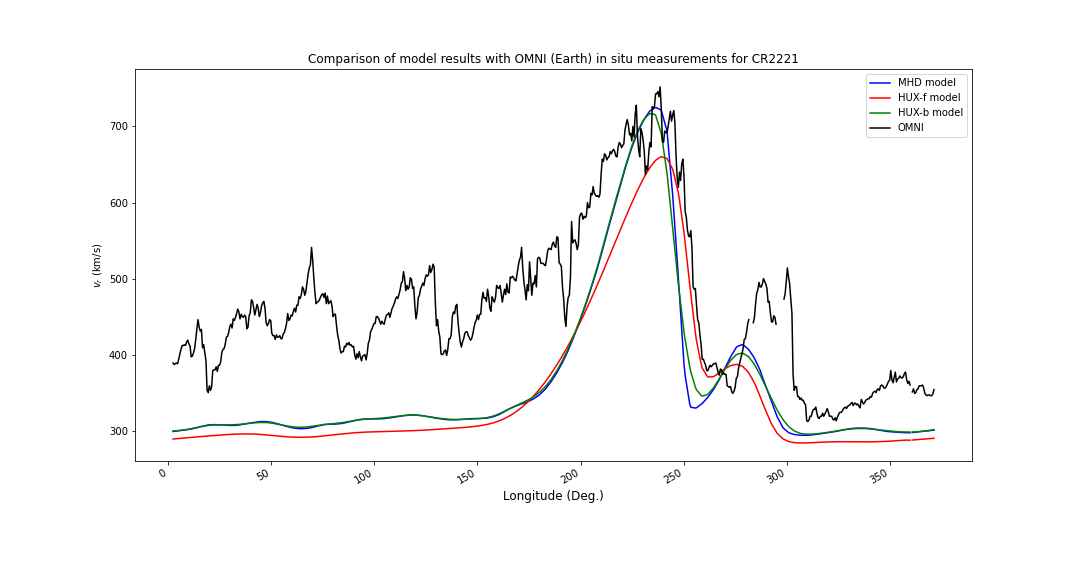 Comparison of model results with OMNI (Earth) in situ measurements for CR2221
MHD model
HUX-f model
HUX-b model
OMNI
700
600
500
400
300
vr (km/s)
0
50
100
150
200
250
300
350
Longitude (Deg.)